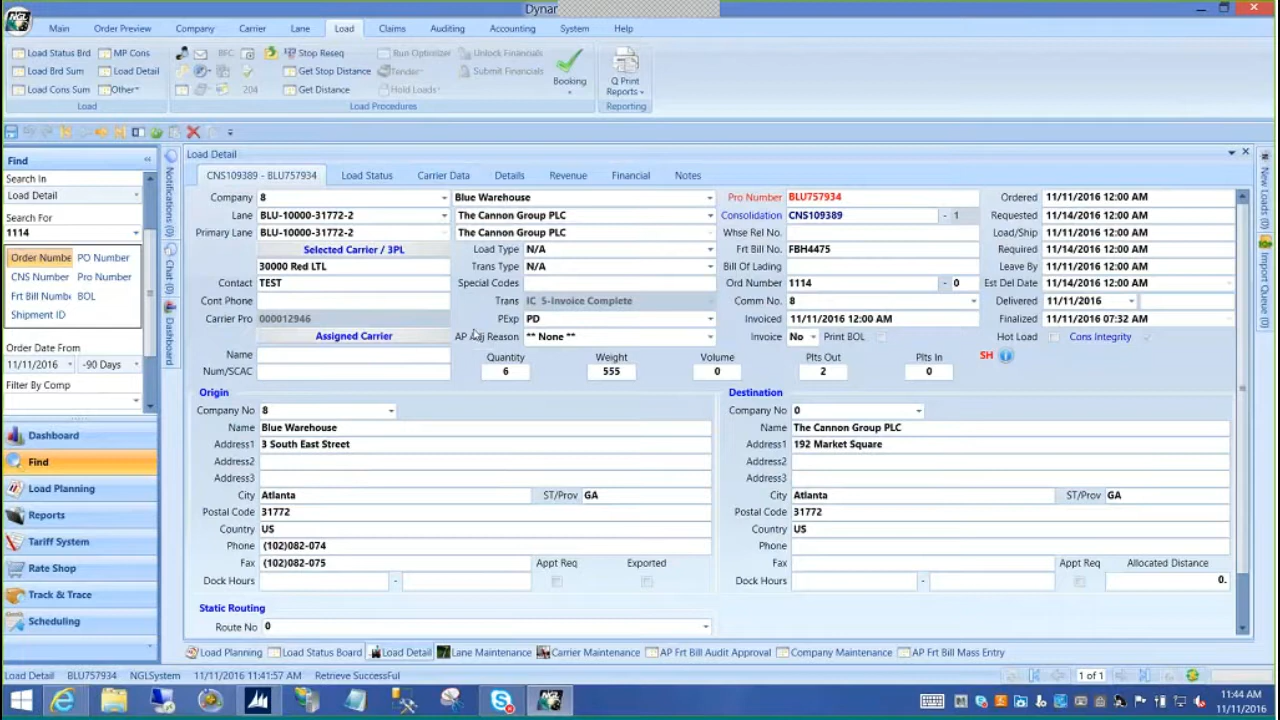 Dynar
NGL
Main Order Preview Company Carrier Lane Load Claims Auditing Accounting System Help
Load Status Brd MP Cons BFC Stop Reseq Run Optimizer Unlock Financials
Load Brd Sum Load Detail Get Stop Distance Tender Submit Financials Booking Q Print
Load Cons Sum Other 204 Get Distance Hold Loads Reports
Load Load Procedures Reporting
Find
Search In
Load Detail
Search For
1114
Order Numbe PO Number
CNS Number Pro Number
Frt Bill Numbe BOL
Shipment ID
Order Date From
11/11/2016 -90 Days
Filter By Comp
Dashboard
Find
Load Planning
Reports
Tariff System
Rate Shop
Track & Trace
Scheduling
Notifications (0)
Chat (0)
Dashboard
Load Detail
CNS109389 - BLU757934 Load Status Carrier Data Details Revenue Financial Notes
Company 8 Blue Warehouse Pro Number BLU757934 Ordered 11/11/2016 12:00 AM
Lane BLU-10000-31772-2 The Cannon Group PLC Consolidation CNS109389 - 1 Requested 11/14/2016 12:00 AM
Primary Lane BLU-10000-31772-2 The Cannon Group PLC Whse Rel No. Load/Ship 11/11/2016 12:00 AM
Selected Carrier / 3PL Load Type N/A Frt Bill No. FBH4475 Required 11/14/2016 12:00 AM
30000 Red LTL Trans Type N/A Bill Of Lading Leave By 11/11/2016 12:00 AM
Contact TEST Special Codes Ord Number 1114 - 0 Est Del Date 11/14/2016 12:00 AM
Cont Phone Trans IC 5-Invoice Complete Comm No. 8 Delivered 11/11/2016
Carrier Pro 000012946 PExp PD Invoiced 11/11/2016 12:00 AM Finalized 11/11/2016 07:32 AM
Assigned Carrier AP Adj Reason ** None ** Invoice No Print BOL Hot Load Cons Integrity
Name Quantity Weight Volume Plts Out Plts In SH
Num/SCAC 6 555 0 2 0
Origin Destination
Company No 8 Company No 0
Name Blue Warehouse Name The Cannon Group PLC
Address1 3 South East Street Address1 192 Market Square
Address2 Address2
Address3 Address3
City Atlanta ST/Prov GA City Atlanta ST/Prov GA
Postal Code 31772 Postal Code 31772
Country US Country US
Phone (102)082-074 Phone
Fax (102)082-075 Appt Req Exported Fax Appt Req Allocated Distance
Dock Hours - Dock Hours - 0.
Static Routing
Route No 0
New Loads (0)
Import Queue (0)
Load Planning Load Status Board Load Detail Lane Maintenance Carrier Maintenance AP Frt Bill Audit Approval Company Maintenance AP Frt Bill Mass Entry
Load Detail BLU757934 NGLSystem 11/11/2016 11:41:57 AM Retrieve SuccesFul 1 of 1
11:44 AM
11/11/2016